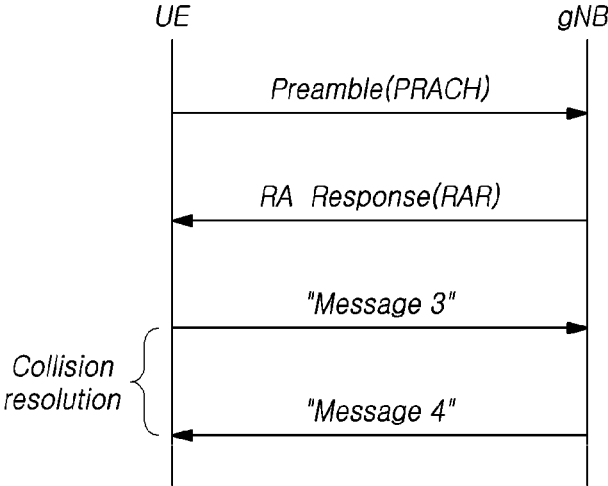 UE
gNB
Preamble(PRACH)
RA Response(RAR)
"Message 3"
Collision
resolution
"Message 4"